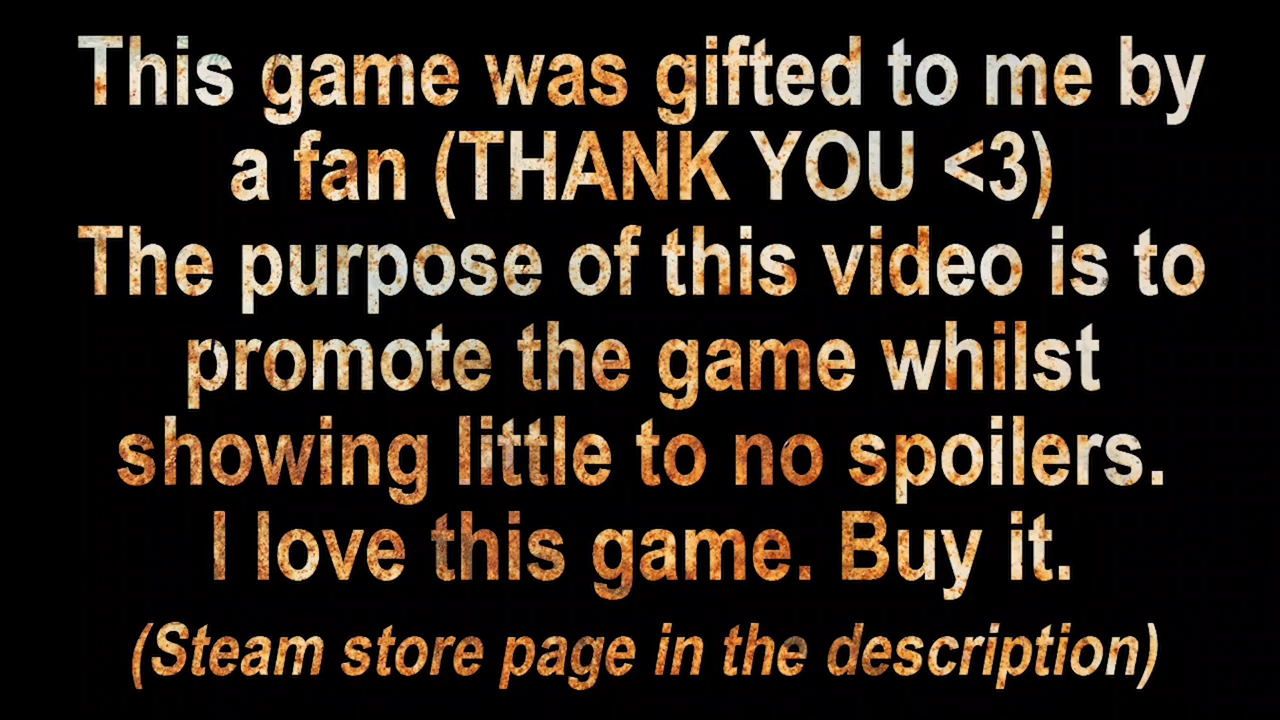 This game was gifted to me by
a fan (THANK YOU <3)
The purpose of this video is to
promote the game whilst
showing little to no spoilers.
I love this game. Buy it.
(Steam store page in the description)